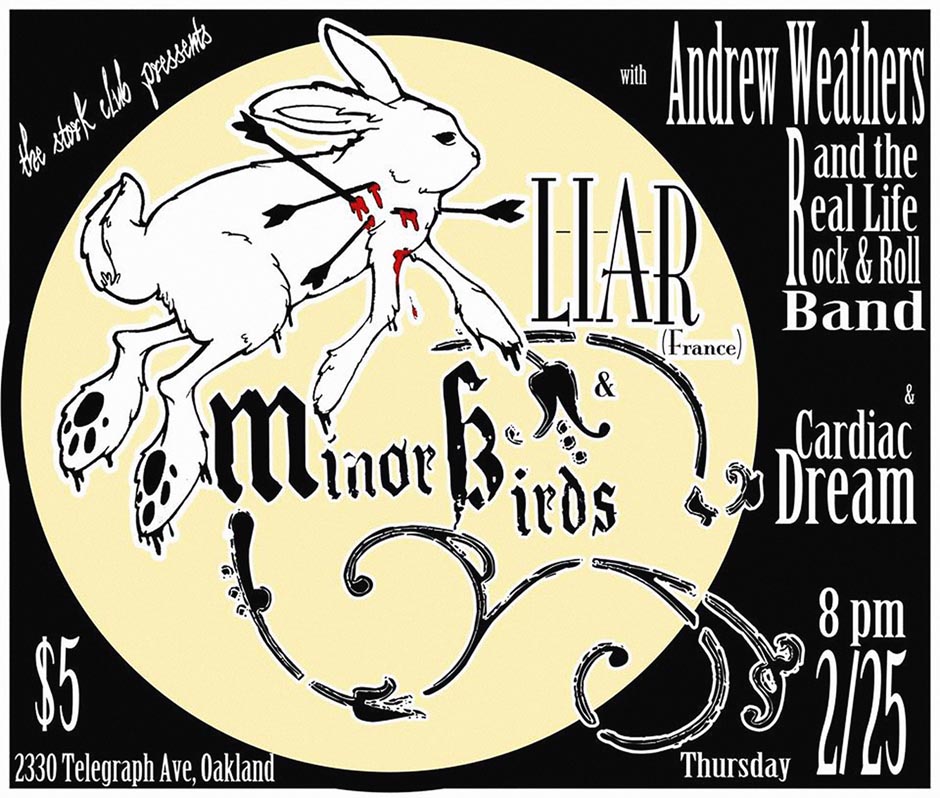 the stork club pressents
with Andrew Weathers
and the
Real Life
Rock & Roll
Band
LIAR
(France)
&
Minor Birds
&
Cardiac
Dream
8 pm
$5
2/25
2330 Telegraph Ave, Oakland
Thursday